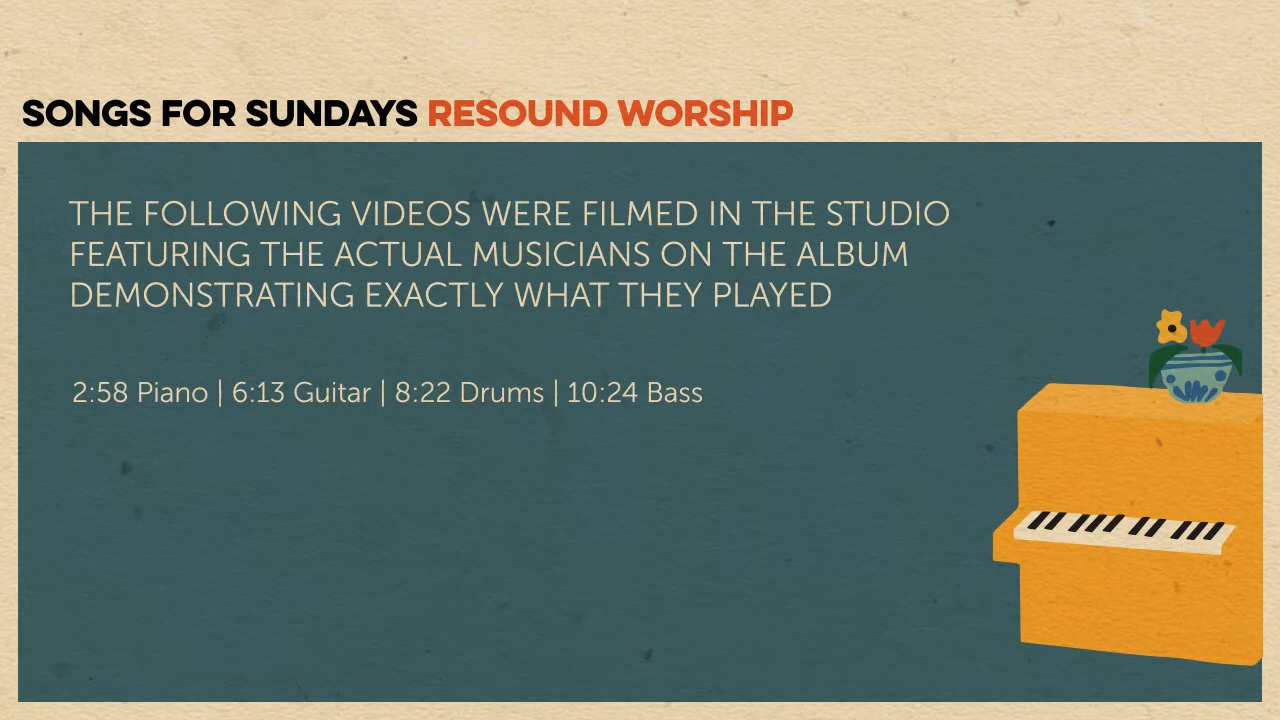 SONGS FOR SUNDAYS RESOUND WORSHIP
THE FOLLOWING VIDEOS WERE FILMED IN THE STUDIO
FEATURING THE ACTUAL MUSICIANS ON THE ALBUM
DEMONSTRATING EXACTLY WHAT THEY PLAYED
2:58 Piano | 6:13 Guitar | 8:22 Drums | 10:24 Bass